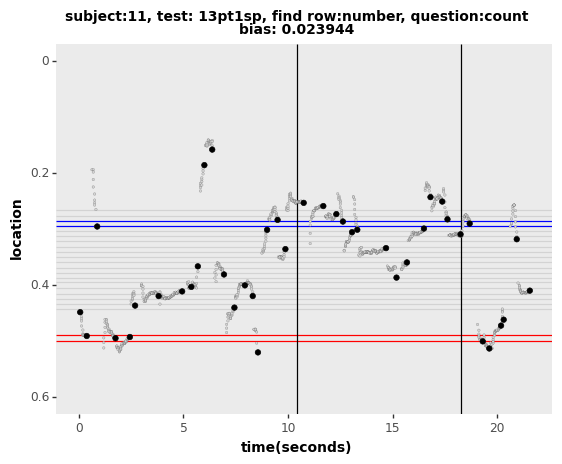 subject:11, test: 13pt1sp, find row:number, question:count
bias: 0.023944
0
0.2
0.4
0.6
location
0
5
10
15
20
time(seconds)